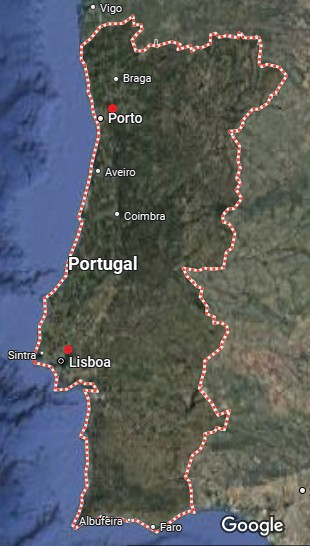 Vigo
Braga
Porto
Aveiro
Coimbra
Portugal
Sintra
Lisboa
Albufeira
Faro
Google